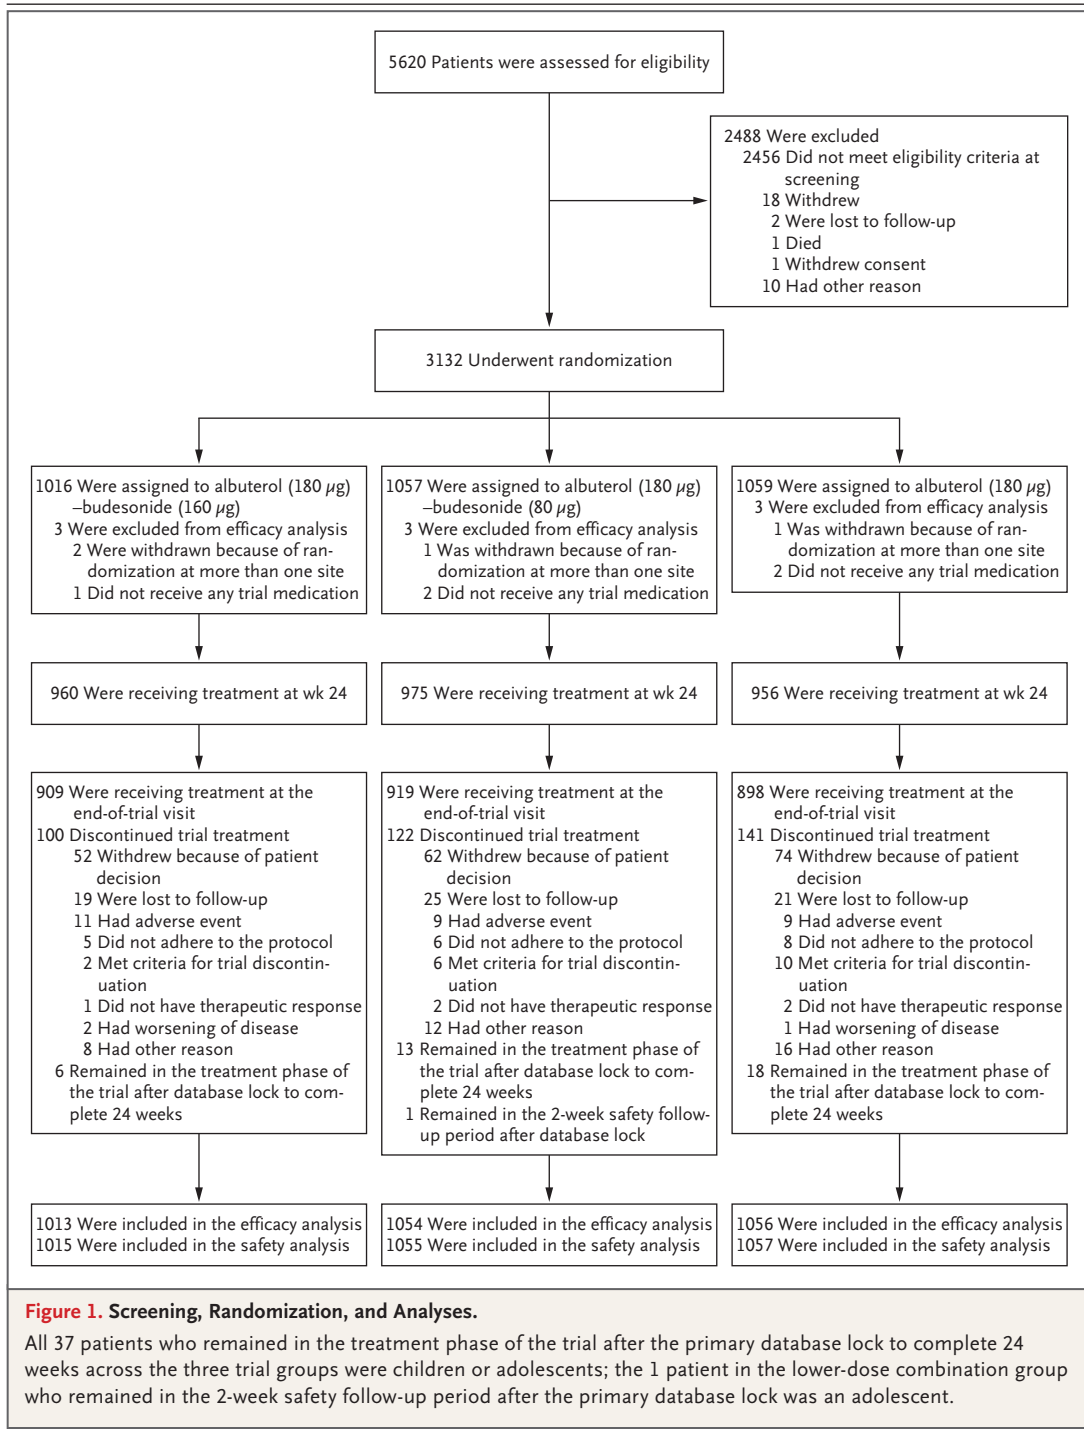 5620 Patients were assessed for eligibility
2488 Were excluded
2456 Did not meet eligibility criteria at
screening
18 Withdrew
2 Were lost to follow-up
1 Died
1 Withdrew consent
10 Had other reason
3132 Underwent randomization
1016 Were assigned to albuterol (180 µg)
–budesonide (160 µg)
3 Were excluded from efficacy analysis
2 Were withdrawn because of ran-
domization at more than one site
1 Did not receive any trial medication
1057 Were assigned to albuterol (180 µg)
–budesonide (80 µg)
3 Were excluded from efficacy analysis
1 Was withdrawn because of ran-
domization at more than one site
2 Did not receive any trial medication
1059 Were assigned to albuterol (180 µg)
3 Were excluded from efficacy analysis
1 Was withdrawn because of ran-
domization at more than one site
2 Did not receive any trial medication
960 Were receiving treatment at wk 24
975 Were receiving treatment at wk 24
956 Were receiving treatment at wk 24
909 Were receiving treatment at the
end-of-trial visit
100 Discontinued trial treatment
52 Withdrew because of patient
decision
19 Were lost to follow-up
11 Had adverse event
5 Did not adhere to the protocol
2 Met criteria for trial discontin-
uation
1 Did not have therapeutic response
2 Had worsening of disease
8 Had other reason
6 Remained in the treatment phase of
the trial after database lock to com-
plete 24 weeks
919 Were receiving treatment at the
end-of-trial visit
122 Discontinued trial treatment
62 Withdrew because of patient
decision
25 Were lost to follow-up
9 Had adverse event
6 Did not adhere to the protocol
6 Met criteria for trial discontin-
uation
2 Did not have therapeutic response
12 Had other reason
13 Remained in the treatment phase of
the trial after database lock to com-
plete 24 weeks
1 Remained in the 2-week safety follow-
up period after database lock
898 Were receiving treatment at the
end-of-trial visit
141 Discontinued trial treatment
74 Withdrew because of patient
decision
21 Were lost to follow-up
9 Had adverse event
8 Did not adhere to the protocol
10 Met criteria for trial discontin-
uation
2 Did not have therapeutic response
1 Had worsening of disease
16 Had other reason
18 Remained in the treatment phase of
the trial after database lock to com-
plete 24 weeks
1013 Were included in the efficacy analysis
1015 Were included in the safety analysis
1054 Were included in the efficacy analysis
1055 Were included in the safety analysis
1056 Were included in the efficacy analysis
1057 Were included in the safety analysis
Figure 1. Screening, Randomization, and Analyses.
All 37 patients who remained in the treatment phase of the trial after the primary database lock to complete 24
weeks across the three trial groups were children or adolescents; the 1 patient in the lower-dose combination group
who remained in the 2-week safety follow-up period after the primary database lock was an adolescent.